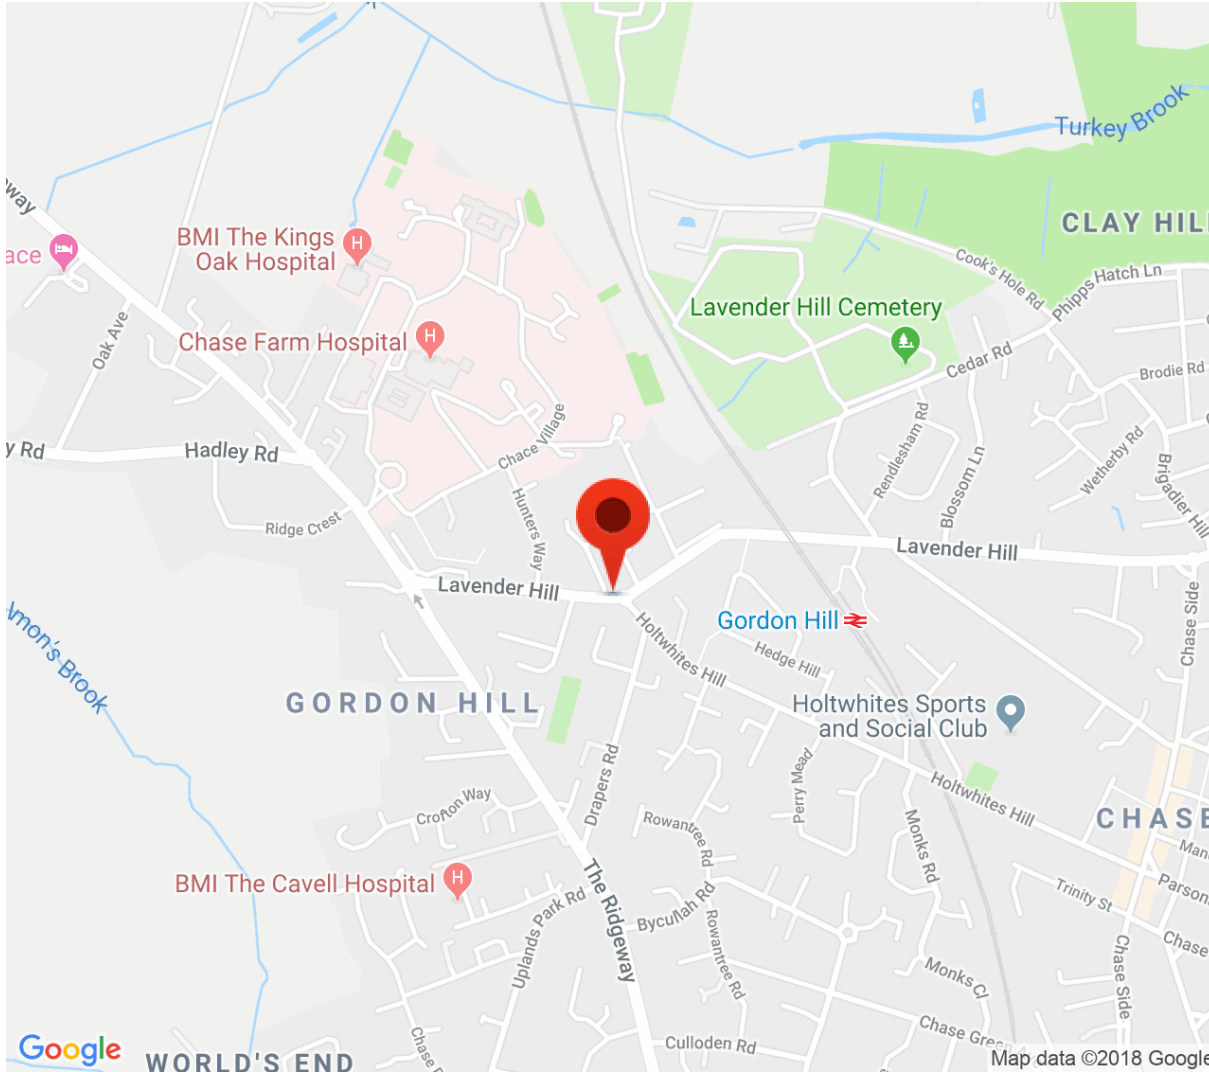 Turkey Brook
way
CLAY HILL
BMI The Kings
Oak Hospital
ace
Cook's Hole Rd
Phipps Hatch Ln
Lavender Hill Cemetery
Oak Ave
Chase Farm Hospital
Cedar Rd
Brodie Rd
Rendlesham Rd
Chace Village
Wetherby Rd
y Rd
Hadley Rd
Blossom Ln
Brigadier Hill
Hunters Way
Ridge Crest
Lavender Hill
Lavender Hill
Gordon Hill
Chase Side
Holtwhites Hill
Hedge Hill
mon's Brook
GORDON HILL
Holtwhites Sports
and Social Club
Drapers Rd
Perry Mead
Holtwhites Hill
Crofton Way
CHASE
Rowantree Rd
Monks Rd
Man
BMI The Cavell Hospital
The Ridgeway
Uplands Park Rd
Bycullah Rd
Trinity St
Parson
Rowantree Rd
Chase
Chase Side
Monks Cl
Chase Green A
Chase
Culloden Rd
Google
WORLD'S END
Map data ©2018 Google